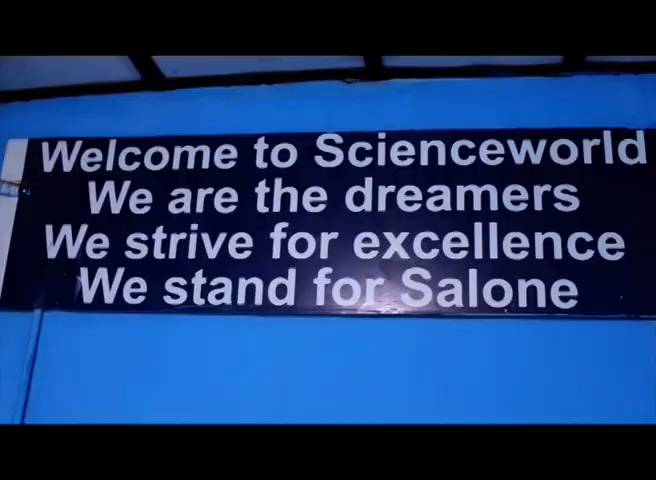 Welcome to Scienceworld
We are the dreamers
We strive for excellence
We stand for Salone